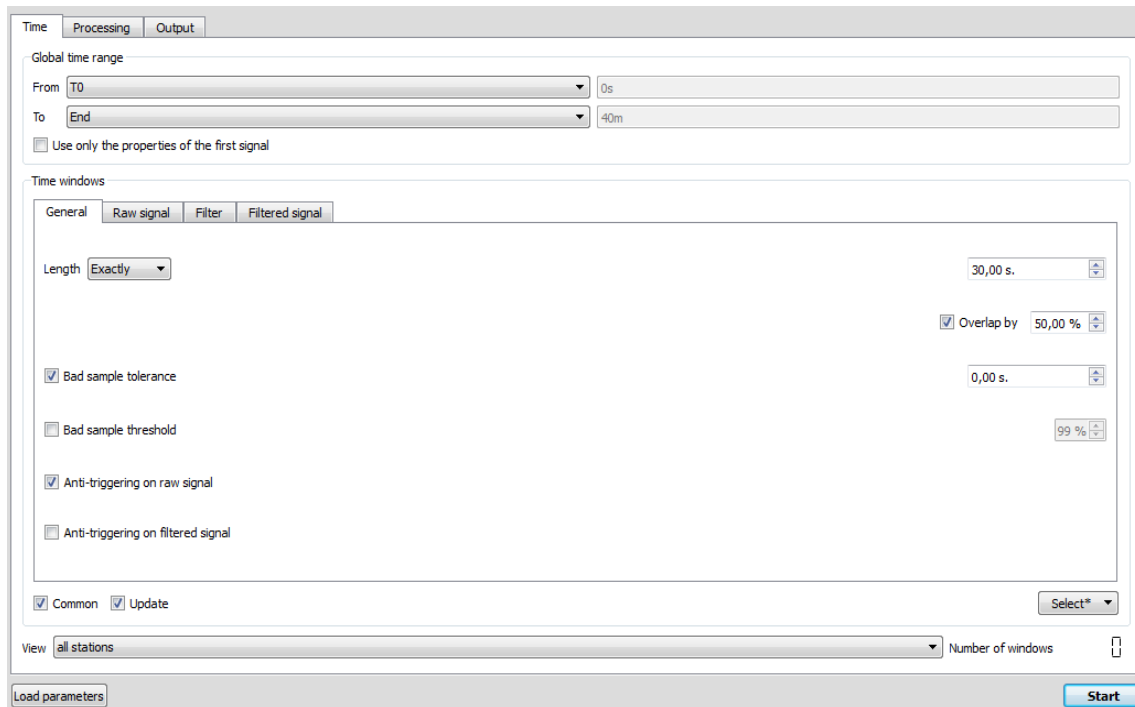 Time Processing Output
Global time range
From T0 0s
To End 40m
Use only the properties of the first signal
Time windows
General Raw signal Filter Filtered signal
Length Exactly 30,00 s.
Overlap by 50,00 %
Bad sample tolerance 0,00 s.
Bad sample threshold 99 %
Anti-triggering on raw signal
Anti-triggering on filtered signal
Common Update Select*
View all stations Number of windows 0
Load parameters Start